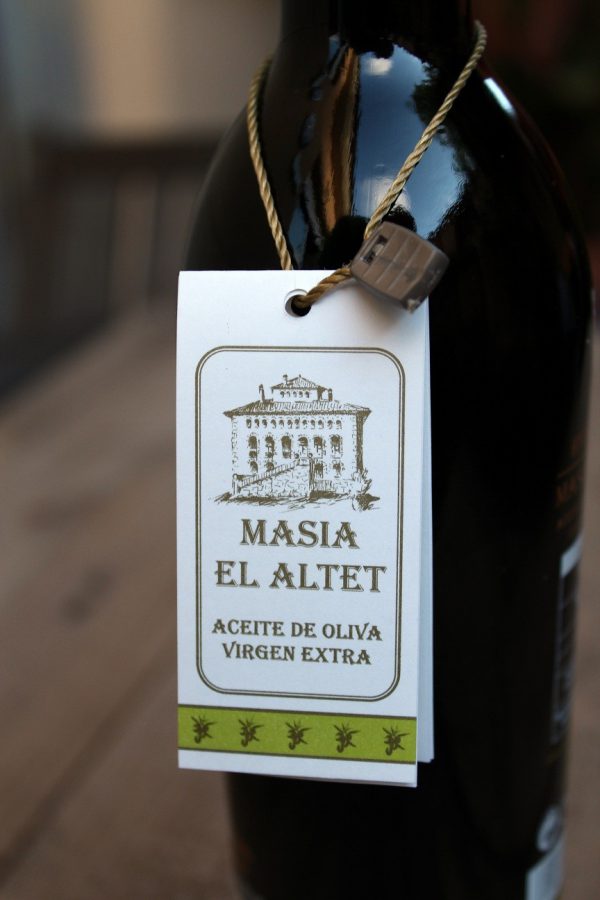 MASIA
EL ALTET
ACEITE DE OLIVA
VIRGEN EXTRA